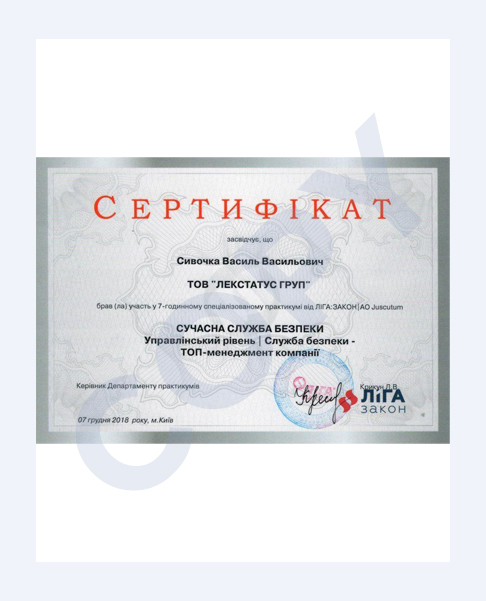 СЕРТИФІКАТ
засвідчує, що
Сивочка Василь Васильович
ТОВ "ЛЕКСТАТУС ГРУП"
брав (ла) участь у 7-годинному спеціалізованому практикумі від ЛІГА:ЗАКОН|АО Juscutum
СУЧАСНА СЛУЖБА БЕЗПЕКИ
Управлінський рівень | Служба безпеки -
ТОП-менеджмент компанії
Керівник Департаменту практикумів
Крикун Л.В.
ЛІГА
ЗАКОН
07 грудня 2018 року, м.Київ